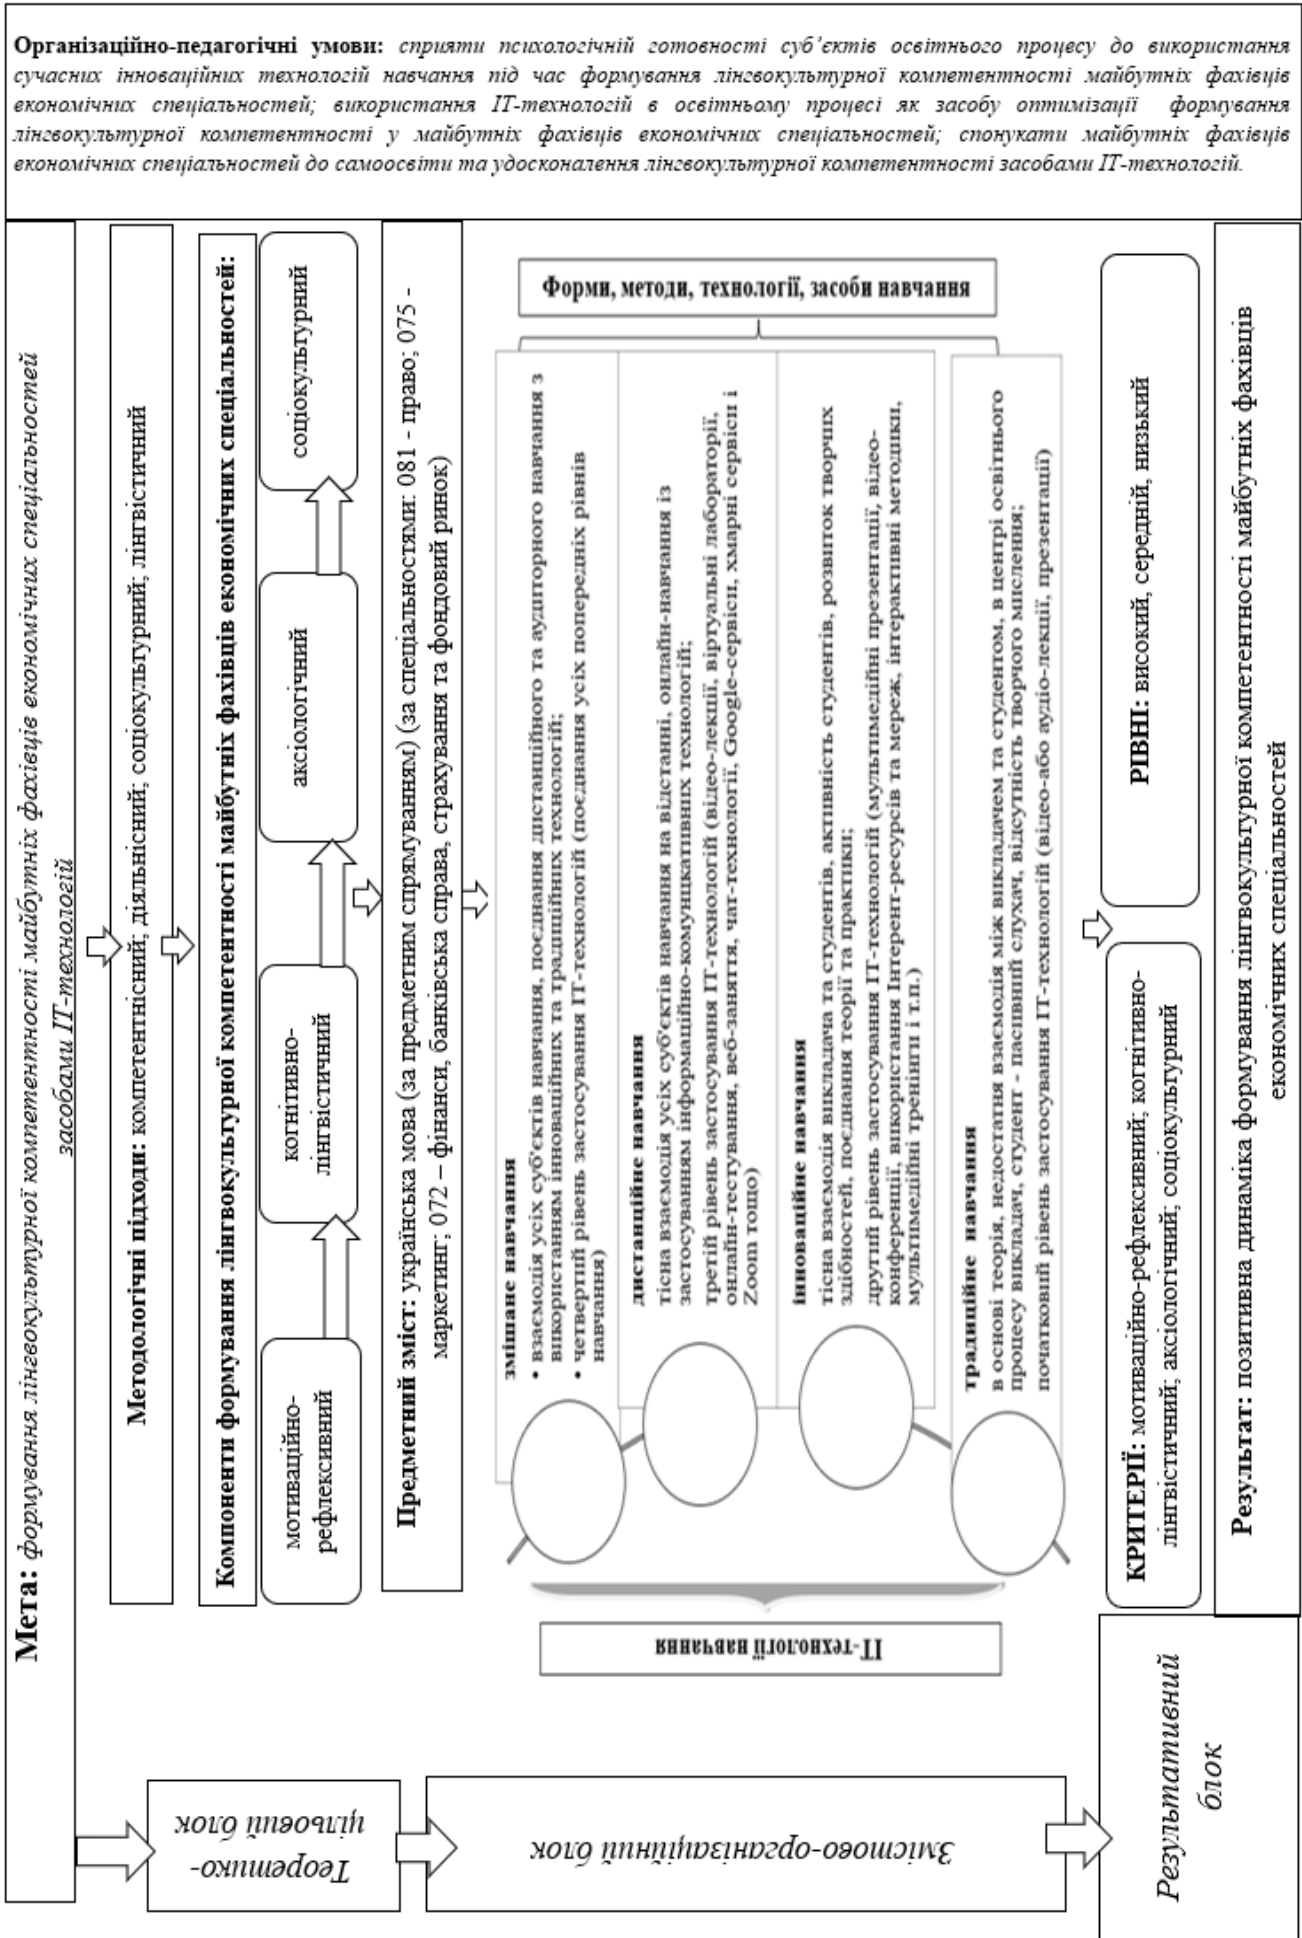 Організаційно-педагогічні умови: сприяти психологічній готовності суб’єктів освітнього процесу до використання
сучасних інноваційних технологій навчання під час формування лінгвокультурної компетентності майбутніх фахівців
економічних спеціальностей; використання ІТ-технологій в освітньому процесі як засобу оптимізації формування
лінгвокультурної компетентності у майбутніх фахівців економічних спеціальностей; спонукати майбутніх фахівців
економічних спеціальностей до самоосвіти та удосконалення лінгвокультурної компетентності засобами ІТ-технологій.
Мета: формування лінгвокультурної компетентності майбутніх фахівців економічних спеціальностей
засобами ІТ-технологій
Теоретико-
цільовий блок
Методологічні підходи: компетентнісний; діяльнісний; соціокультурний; лінгвістичний
Компоненти формування лінгвокультурної компетентності майбутніх фахівців економічних спеціальностей:
мотиваційно-
рефлексивний
когнітивно-
лінгвістичний
аксіологічний
соціокультурний
Змістово-організаційний блок
Предметний зміст: українська мова (за предметним спрямуванням) (за спеціальностями: 081 - право; 075 -
маркетинг; 072 – фінанси, банківська справа, страхування та фондовий ринок)
ІТ-технології навчання
Форми, методи, технології, засоби навчання
змішане навчання
• взаємодія усіх суб'єктів навчання, поєднання дистанційного та аудиторного навчання з
використанням інноваційних та традиційних технологій;
• четвертий рівень застосування ІТ-технологій (поєднання усіх попередніх рівнів
навчання)
дистанційне навчання
тісна взаємодія усіх суб'єктів навчання на відстанні, онлайн-навчання із
застосуванням інформаційно-комунцкативних технологій;
третій рівень застосування ІТ-технологій (відео-лекції, віртуальні лабораторії,
онлайн-тестування, веб-заняття, чат-технології, Google-сервіси, хмарні сервіси і
Zoom тощо)
інноваційне навчання
тісна взаємодія викладача та студентів, активність студентів, розвиток творчих
здібностей, поєднання теорії та практики;
другий рівень застосування ІТ-технологій (мультимедійні презентації, відео-
конференції, використання Інтерент-ресурсів та мереж, інтерактивні методики,
мультимедійні тренінги і т.п.)
традиційне навчання
в основі теорія, недостатня взаємодія між викладачем та студентом, в центрі освітнього
процесу викладач, студент - пасивний слухач, відсутність творчого мислення;
початковий рівень застосування ІТ-технологій (відео-або аудіо-лекції, презентації)
Результативний
блок
КРИТЕРІЇ: мотиваційно-рефлексивний; когнітивно-
лінгвістичний; аксіологічний; соціокультурний
РІВНІ: високий, середній, низький
Результат: позитивна динаміка формування лінгвокультурної компетентності майбутніх фахівців
економічних спеціальностей